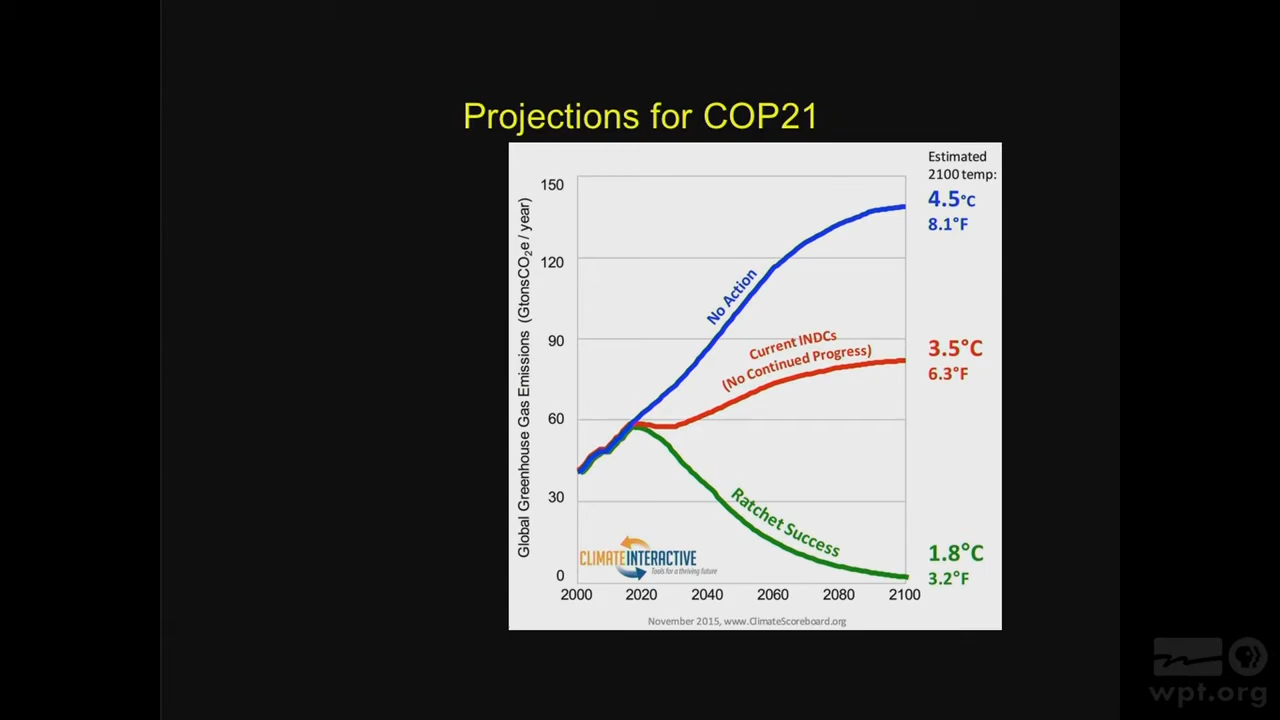 Projections for COP21
Estimated
2100 temp:
150
120
90
60
30
0
Global Greenhouse Gas Emissions (GtonsCO₂e / year)
4.5°C
8.1°F
No Action
Current INDCs
(No Continued Progress)
3.5°C
6.3°F
Ratchet Success
1.8°C
3.2°F
CLIMATE INTERACTIVE
Tools for a thriving future
2000 2020 2040 2060 2080 2100
November 2015, www.ClimateScoreboard.org
wpt.org